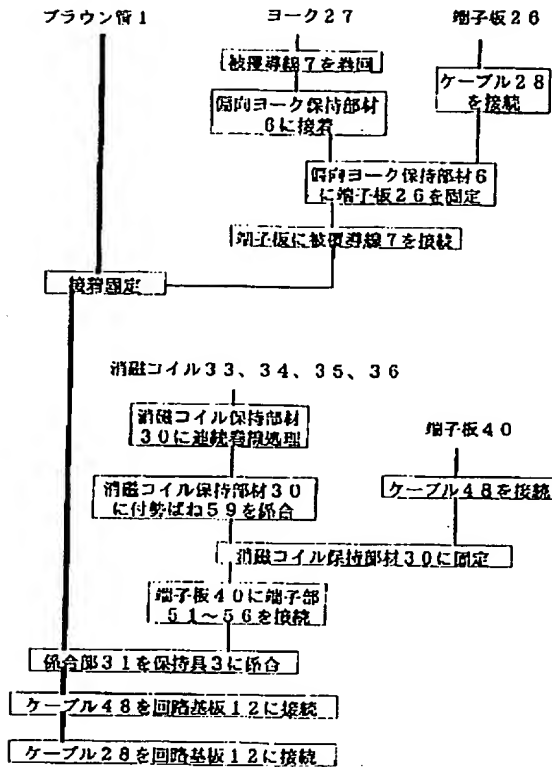 ブラウン管1
ヨーク27
端子板26
被覆導線7を巻回
ケーブル28
を接続
偏向ヨーク保持部材
6に接着
偏向ヨーク保持部材6
に端子板26を固定
端子板に被覆導線7を接続
接着固定
消磁コイル33、34、35、36
消磁コイル保持部材
30に連続巻線処理
端子板40
消磁コイル保持部材30
に付勢ばね59を係合
ケーブル48を接続
消磁コイル保持部材30に固定
端子板40に端子部
51〜56を接続
係合部31を保持具3に係合
ケーブル48を回路基板12に接続
ケーブル28を回路基板12に接続